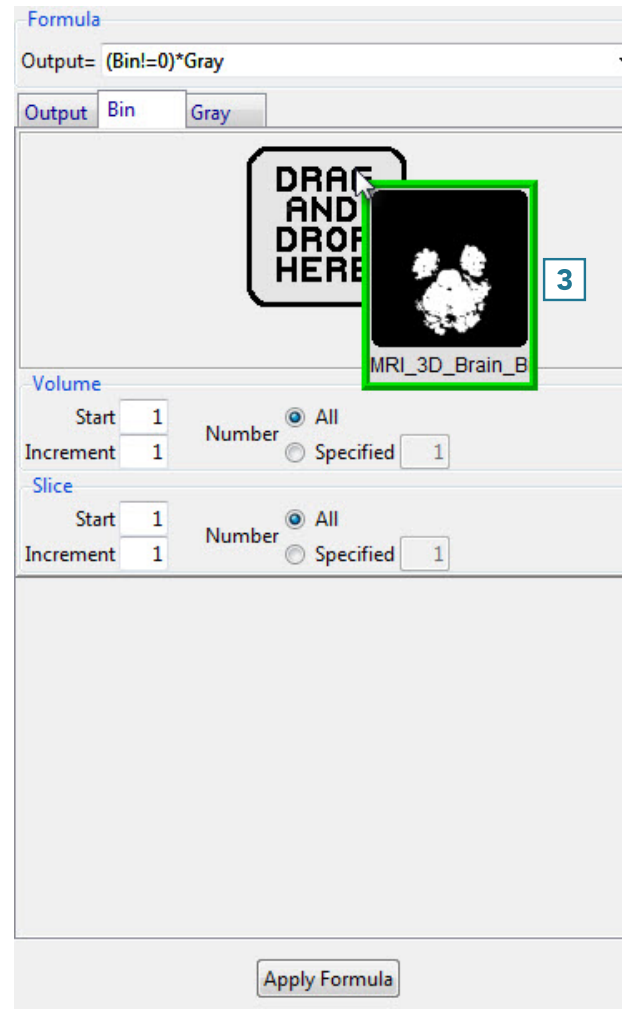 Formula
Output= (Bin!=0)*Gray
Output Bin Gray
DRAG
AND
DROP
HERE
3
MRI_3D_Brain_B
Volume
Start 1
Increment 1
Number
All
Specified 1
Slice
Start 1
Increment 1
Number
All
Specified 1
Apply Formula